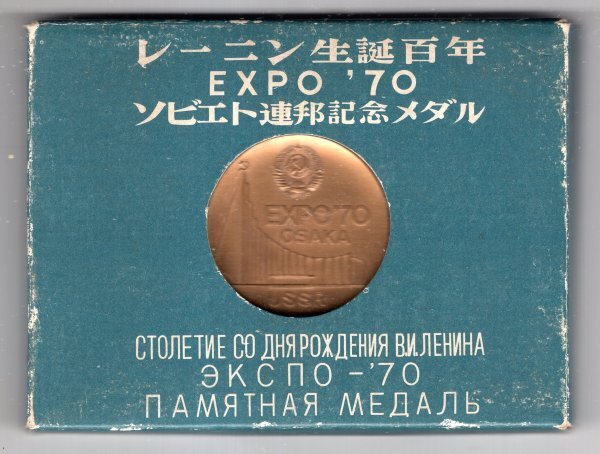 レーニン生誕百年
EXPO '70
ソビエト連邦記念メダル
EXPO'70
OSAKA
USSR
СТОЛЕТИЕ СО ДНЯ РОЖДЕНИЯ В.И.ЛЕНИНА
ЭКСПО-'70
ПАМЯТНАЯ МЕДАЛЬ